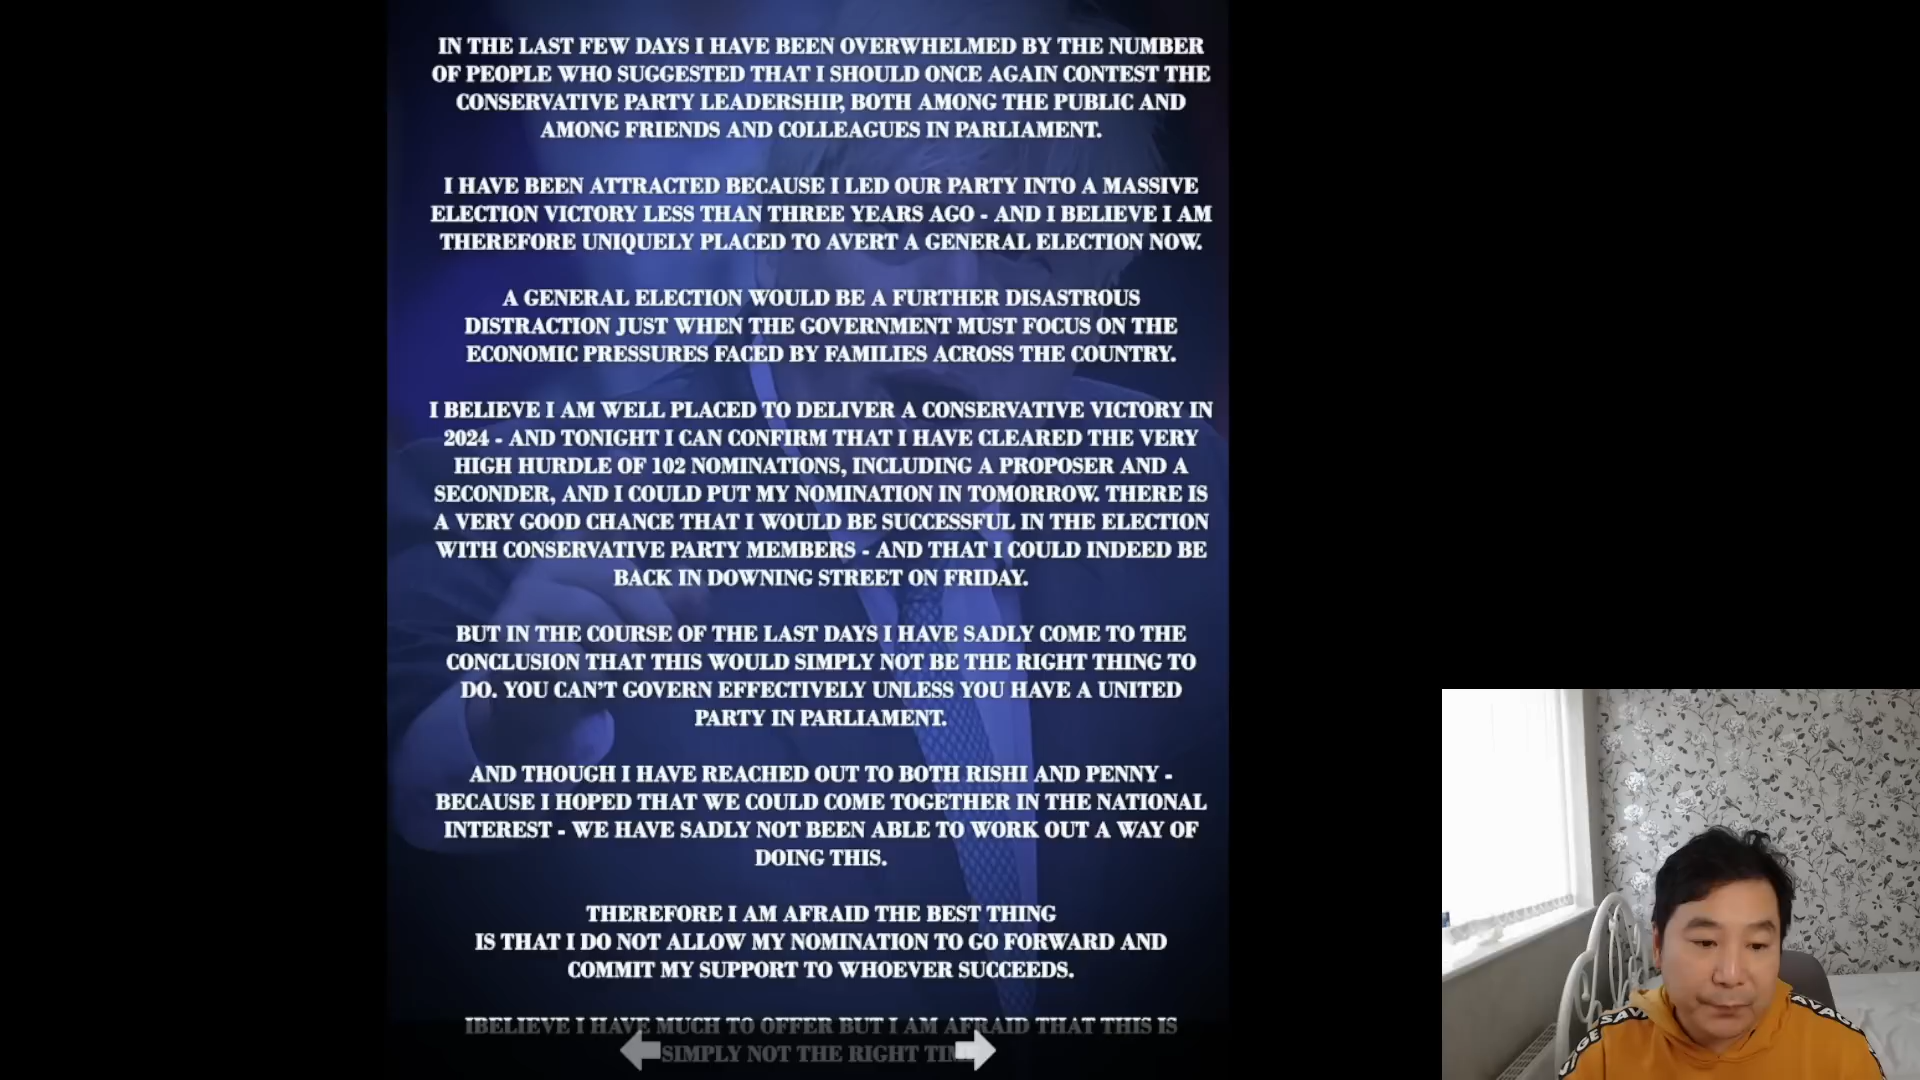 IN THE LAST FEW DAYS I HAVE BEEN OVERWHELMED BY THE NUMBER
OF PEOPLE WHO SUGGESTED THAT I SHOULD ONCE AGAIN CONTEST THE
CONSERVATIVE PARTY LEADERSHIP, BOTH AMONG THE PUBLIC AND
AMONG FRIENDS AND COLLEAGUES IN PARLIAMENT.
I HAVE BEEN ATTRACTED BECAUSE I LED OUR PARTY INTO A MASSIVE
ELECTION VICTORY LESS THAN THREE YEARS AGO - AND I BELIEVE I AM
THEREFORE UNIQUELY PLACED TO AVERT A GENERAL ELECTION NOW.
A GENERAL ELECTION WOULD BE A FURTHER DISASTROUS
DISTRACTION JUST WHEN THE GOVERNMENT MUST FOCUS ON THE
ECONOMIC PRESSURES FACED BY FAMILIES ACROSS THE COUNTRY.
I BELIEVE I AM WELL PLACED TO DELIVER A CONSERVATIVE VICTORY IN
2024 - AND TONIGHT I CAN CONFIRM THAT I HAVE CLEARED THE VERY
HIGH HURDLE OF 102 NOMINATIONS, INCLUDING A PROPOSER AND A
SECONDER, AND I COULD PUT MY NOMINATION IN TOMORROW. THERE IS
A VERY GOOD CHANCE THAT I WOULD BE SUCCESSFUL IN THE ELECTION
WITH CONSERVATIVE PARTY MEMBERS - AND THAT I COULD INDEED BE
BACK IN DOWNING STREET ON FRIDAY.
BUT IN THE COURSE OF THE LAST DAYS I HAVE SADLY COME TO THE
CONCLUSION THAT THIS WOULD SIMPLY NOT BE THE RIGHT THING TO
DO. YOU CAN'T GOVERN EFFECTIVELY UNLESS YOU HAVE A UNITED
PARTY IN PARLIAMENT.
AND THOUGH I HAVE REACHED OUT TO BOTH RISHI AND PENNY -
BECAUSE I HOPED THAT WE COULD COME TOGETHER IN THE NATIONAL
INTEREST - WE HAVE SADLY NOT BEEN ABLE TO WORK OUT A WAY OF
DOING THIS.
THEREFORE I AM AFRAID THE BEST THING
IS THAT I DO NOT ALLOW MY NOMINATION TO GO FORWARD AND
COMMIT MY SUPPORT TO WHOEVER SUCCEEDS.
IBELIEVE I HAVE MUCH TO OFFER BUT I AM AFRAID THAT THIS IS
SIMPLY NOT THE RIGHT